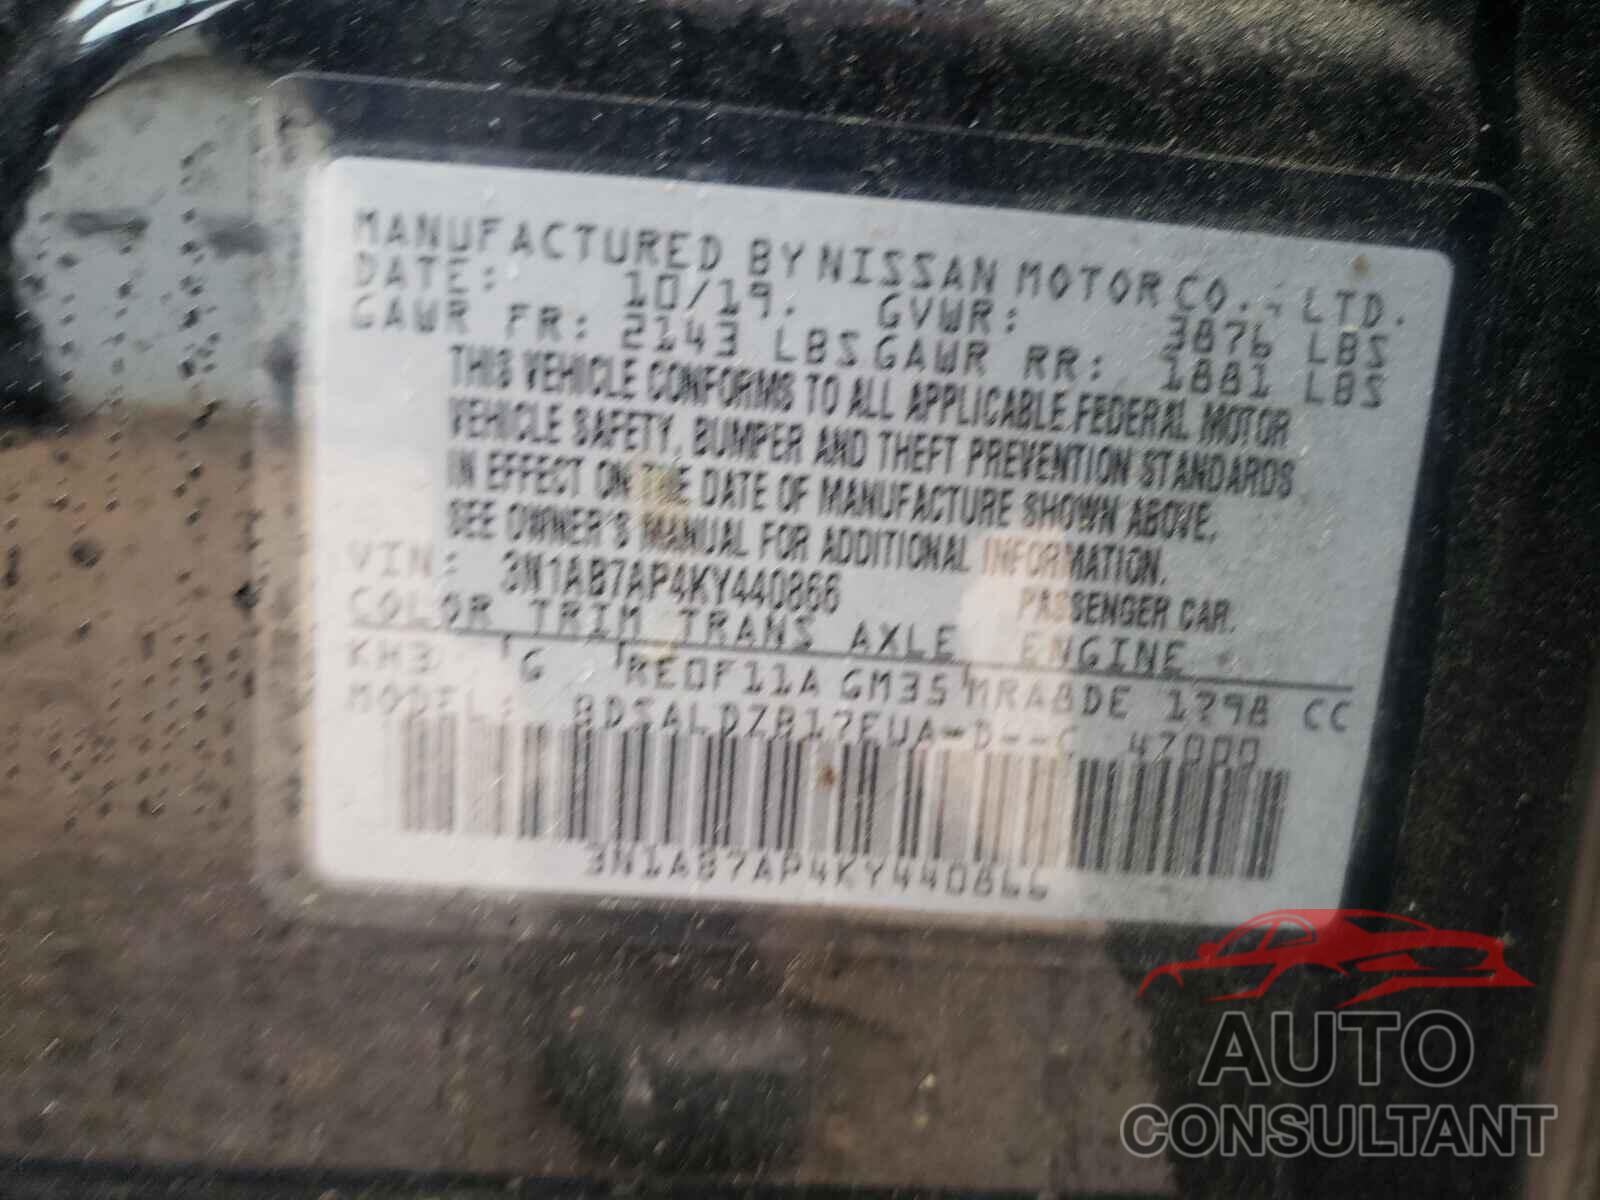 MANUFACTURED BY NISSAN MOTOR CO., LTD.
DATE: 10/19. GVWR: 3876 LBS
GAWR FR: 2143 LBS GAWR RR: 1881 LBS
THIS VEHICLE CONFORMS TO ALL APPLICABLE FEDERAL MOTOR
VEHICLE SAFETY, BUMPER AND THEFT PREVENTION STANDARDS
IN EFFECT ON THE DATE OF MANUFACTURE SHOWN ABOVE.
SEE OWNER'S MANUAL FOR ADDITIONAL INFORMATION.
VIN: 3N1AB7AP4KY440866 PASSENGER CAR.
COLOR TRIM TRANS AXLE ENGINE
KH3 G RE0F11A GM35 MRA8DE 1798 CC
MODEL: 47000
3N1AB7AP4KY440866
AUTO
CONSULTANT